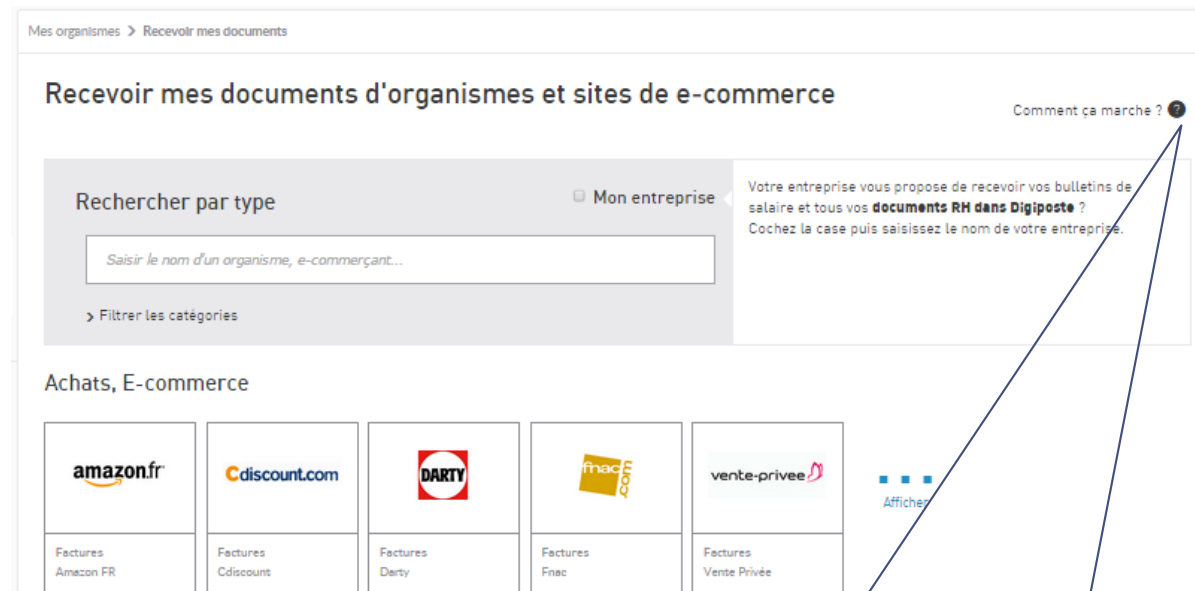 Mes organismes > Recevoir mes documents
Recevoir mes documents d'organismes et sites de e-commerce
Comment ça marche ? ?
Rechercher par type
Mon entreprise
Votre entreprise vous propose de recevoir vos bulletins de
salaire et tous vos documents RH dans Digiposte ?
Cochez la case puis saisissez le nom de votre entreprise.
Saisir le nom d'un organisme, e-commerçant...
> Filtrer les catégories
Achats, E-commerce
amazon.fr
Cdiscount.com
DARTY
fnac.com
vente-privee
Afficher
Factures
Amazon FR
Factures
Cdiscount
Factures
Darty
Factures
Fnac
Factures
Vente Privée